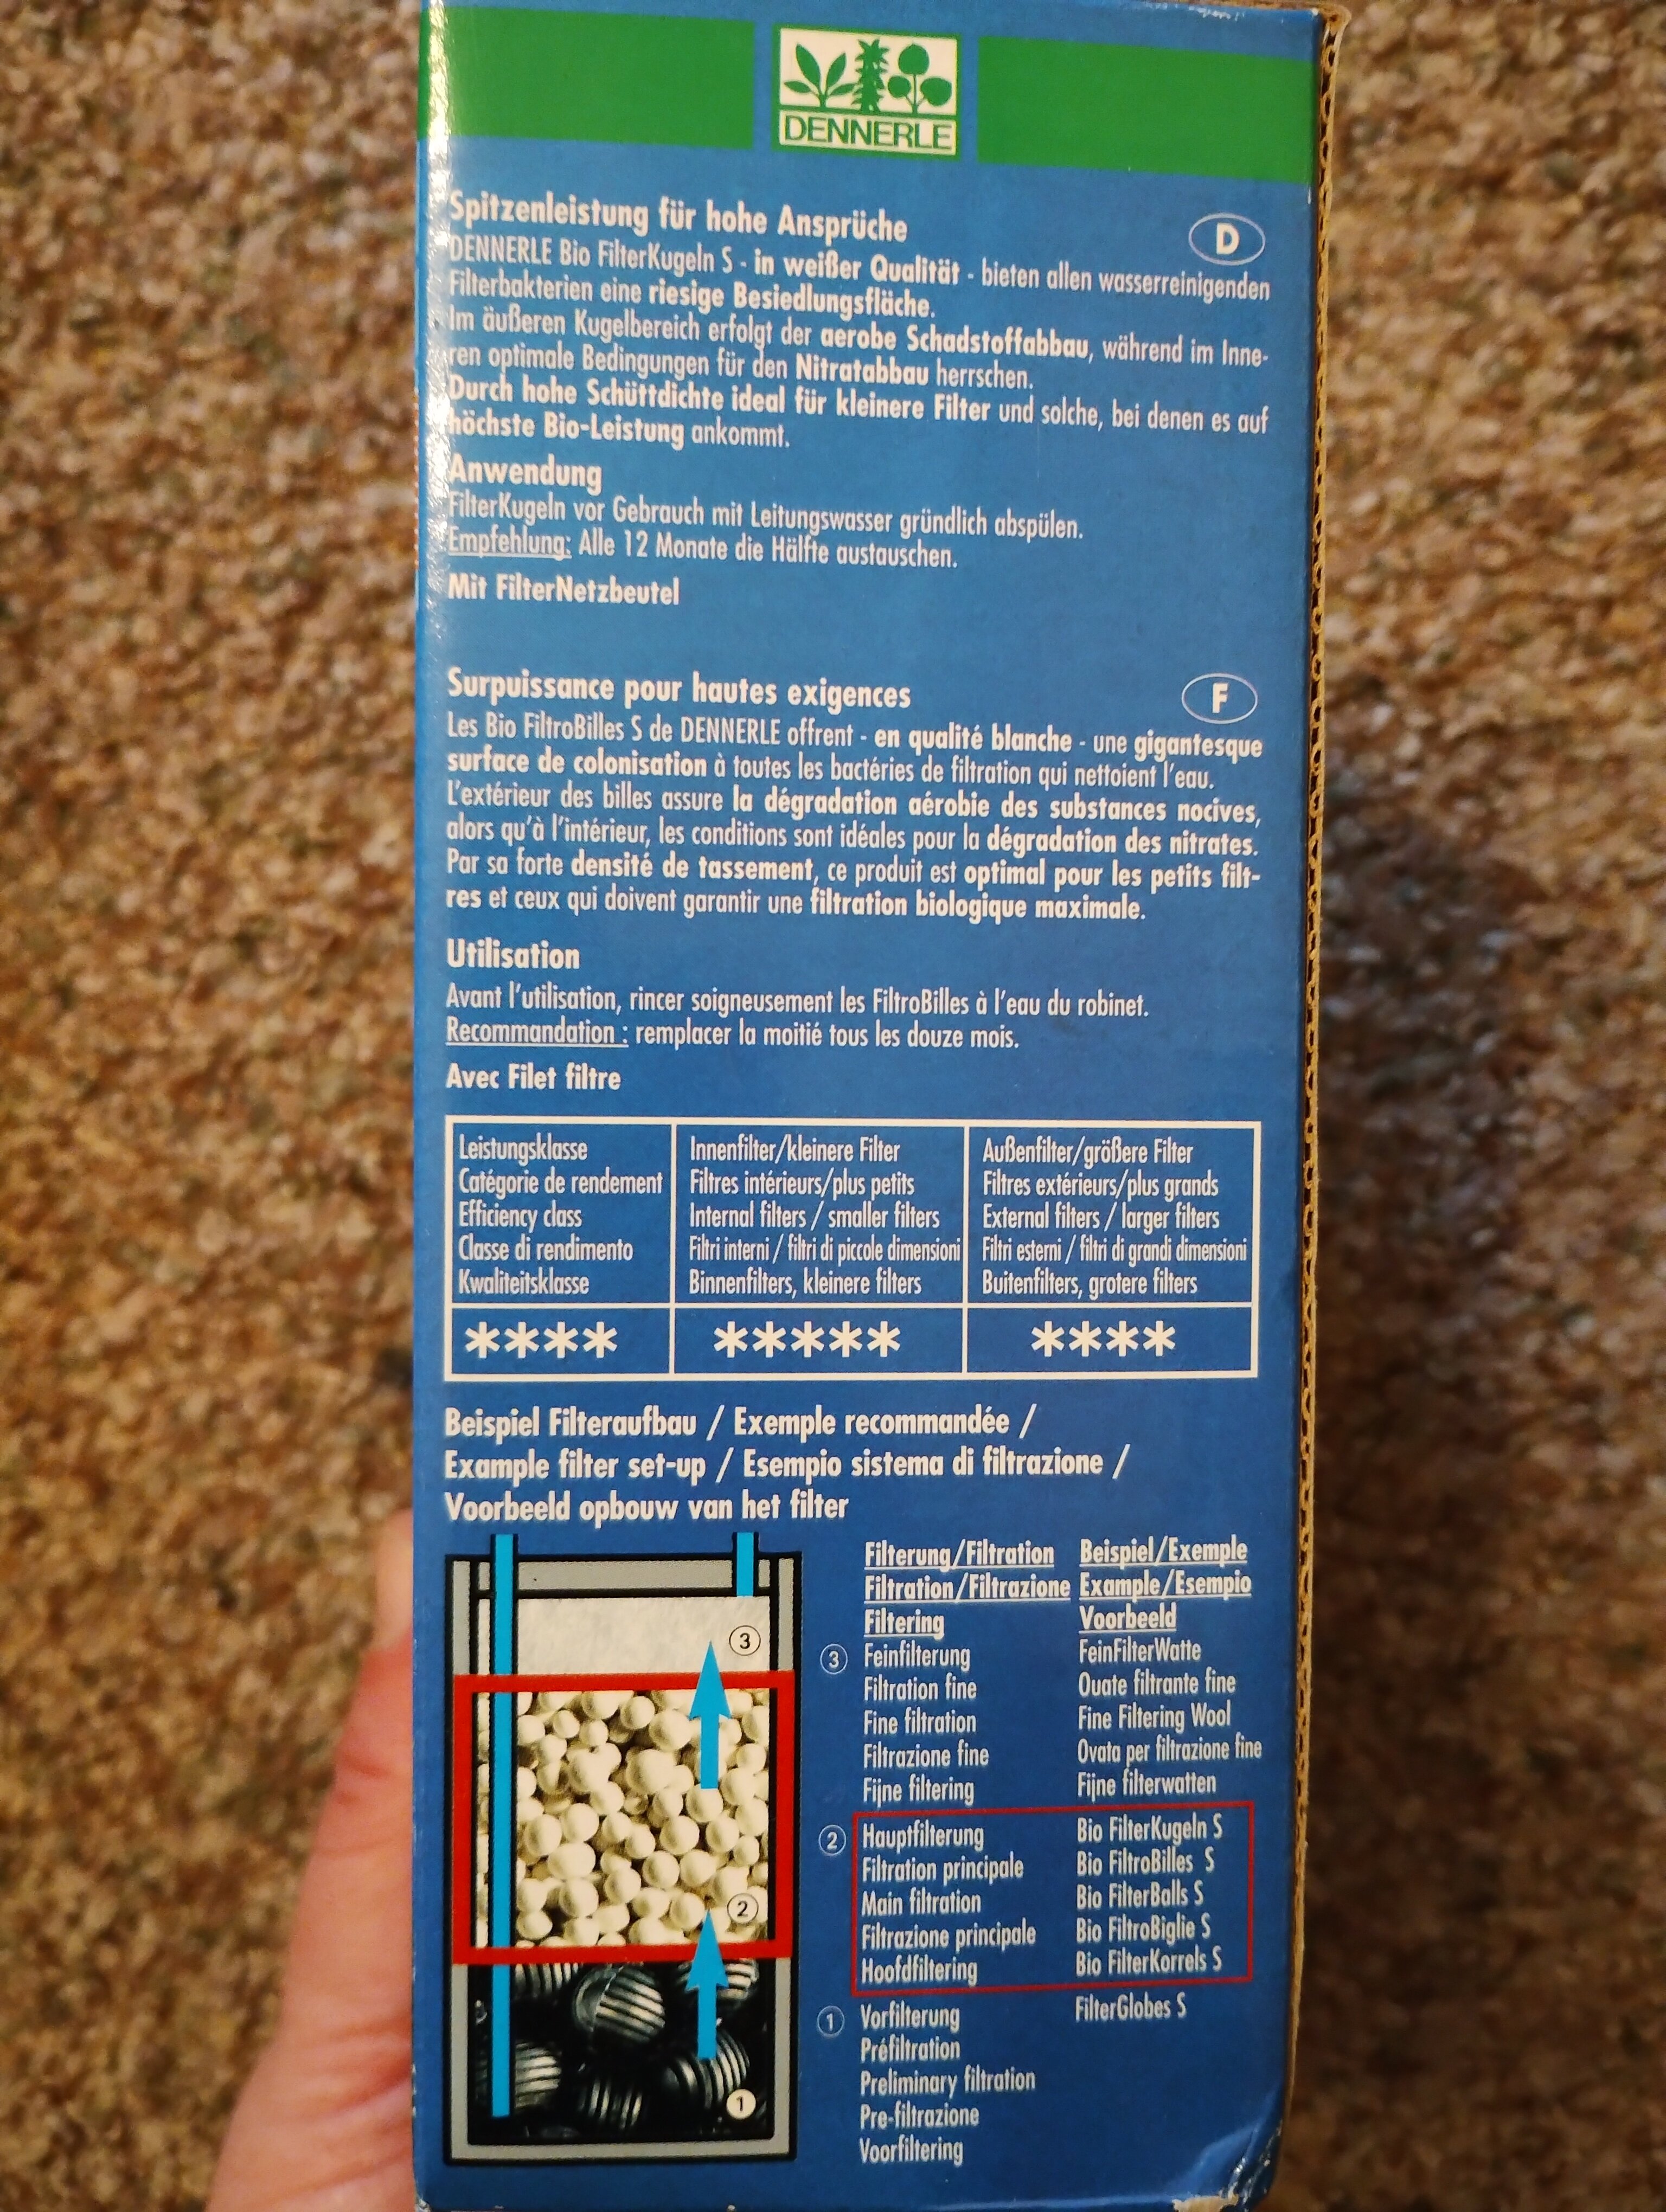 DENNERLE
Spitzenleistung für hohe Ansprüche
D
DENNERLE Bio FilterKugeln S - in weißer Qualität - bieten allen wasserreinigenden
Filterbakterien eine riesige Besiedlungsfläche.
Im äußeren Kugelbereich erfolgt der aerobe Schadstoffabbau, während im Inne-
ren optimale Bedingungen für den Nitratabbau herrschen.
Durch hohe Schüttdichte ideal für kleinere Filter und solche, bei denen es auf
höchste Bio-Leistung ankommt.
Anwendung
FilterKugeln vor Gebrauch mit Leitungswasser gründlich abspülen.
Empfehlung: Alle 12 Monate die Hälfte austauschen.
Mit FilterNetzbeutel
Surpuissance pour hautes exigences
F
Les Bio FiltroBilles S de DENNERLE offrent - en qualité blanche - une gigantesque
surface de colonisation à toutes les bactéries de filtration qui nettoient l'eau.
L'extérieur des billes assure la dégradation aérobie des substances nocives,
alors qu'à l'intérieur, les conditions sont idéales pour la dégradation des nitrates.
Par sa forte densité de tassement, ce produit est optimal pour les petits filt-
res et ceux qui doivent garantir une filtration biologique maximale.
Utilisation
Avant l'utilisation, rincer soigneusement les FiltroBilles à l'eau du robinet.
Recommandation : remplacer la moitié tous les douze mois.
Avec Filet filtre
Leistungsklasse Innenfilter/kleinere Filter Außenfilter/größere Filter
Catégorie de rendement Filtres intérieurs/plus petits Filtres extérieurs/plus grands
Efficiency class Internal filters / smaller filters External filters / larger filters
Classe di rendimento Filtri interni / filtri di piccole dimensioni Filtri esterni / filtri di grandi dimensioni
Kwaliteitsklasse Binnenfilters, kleinere filters Buitenfilters, grotere filters
**** ***** ****
Beispiel Filteraufbau / Exemple recommandée /
Example filter set-up / Esempio sistema di filtrazione /
Voorbeeld opbouw van het filter
Filterung/Filtration Beispiel/Exemple
Filtration/Filtrazione Example/Esempio
Filtering Voorbeeld
3 3 Feinfilterung FeinFilterWatte
Filtration fine Ouate filtrante fine
Fine filtration Fine Filtering Wool
Filtrazione fine Ovata per filtrazione fine
Fijne filtering Fijne filterwatten
2 Hauptfilterung Bio FilterKugeln S
Filtration principale Bio FiltroBilles S
2 Main filtration Bio FilterBalls S
Filtrazione principale Bio FiltroBiglie S
Hoofdfiltering Bio FilterKorrels S
1 Vorfilterung FilterGlobes S
Préfiltration
Preliminary filtration
1 Pre-filtrazione
Voorfiltering